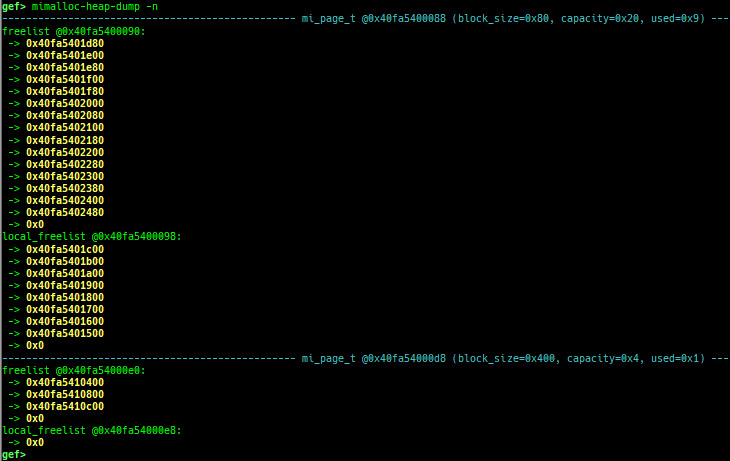 gef> mimalloc-heap-dump -n
------------------------------------------------- mi_page_t @0x40fa5400088 (block_size=0x80, capacity=0x20, used=0x9) ---
freelist @0x40fa5400090:
 -> 0x40fa5401d80
 -> 0x40fa5401e00
 -> 0x40fa5401e80
 -> 0x40fa5401f00
 -> 0x40fa5401f80
 -> 0x40fa5402000
 -> 0x40fa5402080
 -> 0x40fa5402100
 -> 0x40fa5402180
 -> 0x40fa5402200
 -> 0x40fa5402280
 -> 0x40fa5402300
 -> 0x40fa5402380
 -> 0x40fa5402400
 -> 0x40fa5402480
 -> 0x0
local_freelist @0x40fa5400098:
 -> 0x40fa5401c00
 -> 0x40fa5401b00
 -> 0x40fa5401a00
 -> 0x40fa5401900
 -> 0x40fa5401800
 -> 0x40fa5401700
 -> 0x40fa5401600
 -> 0x40fa5401500
 -> 0x0
------------------------------------------------- mi_page_t @0x40fa54000d8 (block_size=0x400, capacity=0x4, used=0x1) ---
freelist @0x40fa54000e0:
 -> 0x40fa5410400
 -> 0x40fa5410800
 -> 0x40fa5410c00
 -> 0x0
local_freelist @0x40fa54000e8:
 -> 0x0
gef>